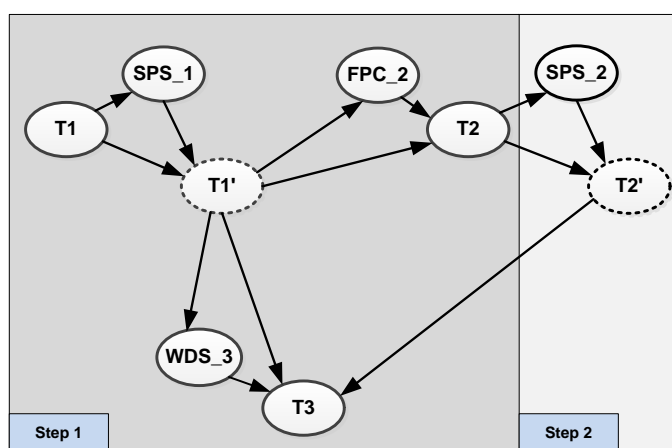 SPS_1
FPC_2
SPS_2
T1
T2
T1'
T2'
WDS_3
T3
Step 1
Step 2